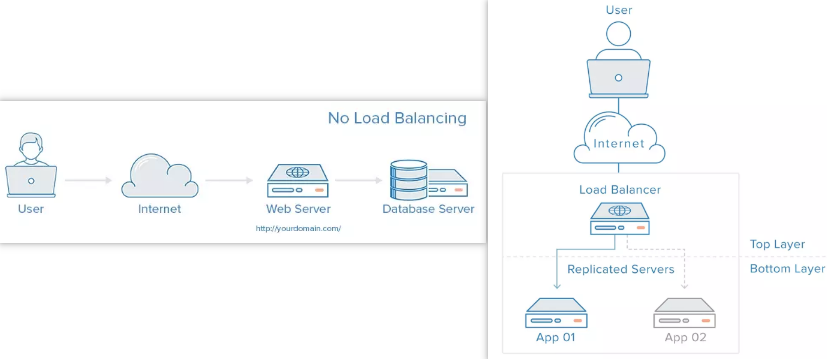 No Load Balancing
User
Internet
Web Server
Database Server
http://yourdomain.com/
User
Internet
Load Balancer
Top Layer
Replicated Servers
Bottom Layer
App 01
App 02